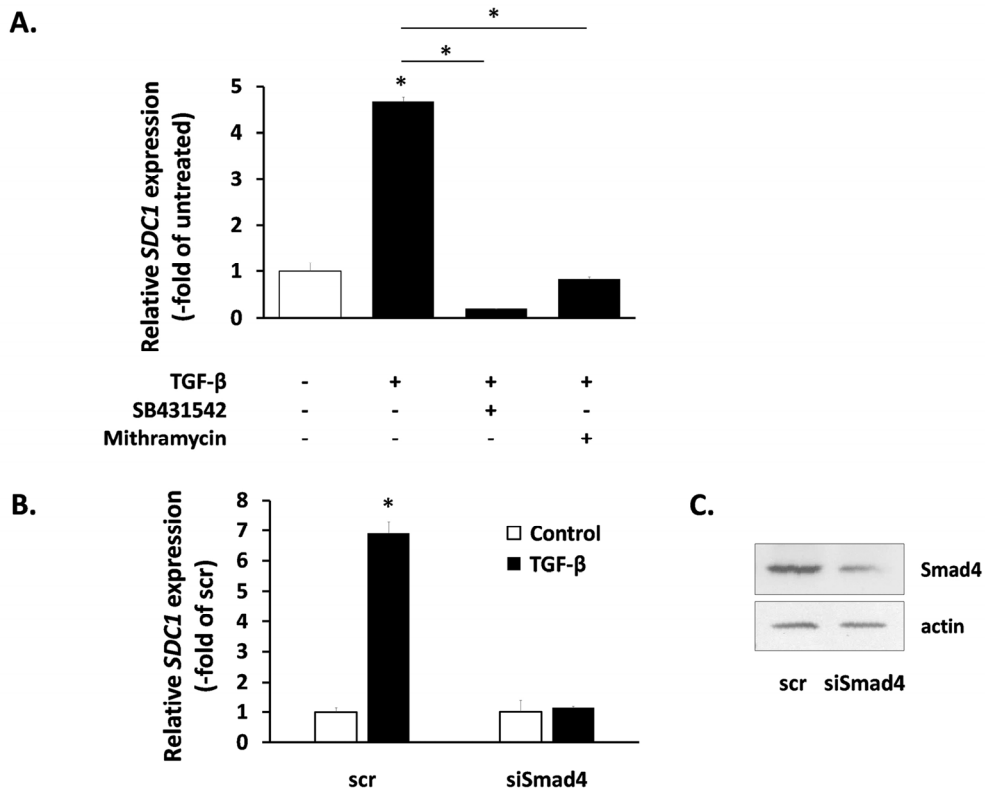 A.
*
*
*
Relative SDC1 expression
(-fold of untreated)
5
4
3
2
1
0
TGF-β - + + +
SB431542 - - + -
Mithramycin - - - +
B.
Relative SDC1 expression
(-fold of scr)
8
7
6
5
4
3
2
1
0
*
Control
TGF-β
scr siSmad4
C.
Smad4
actin
scr siSmad4